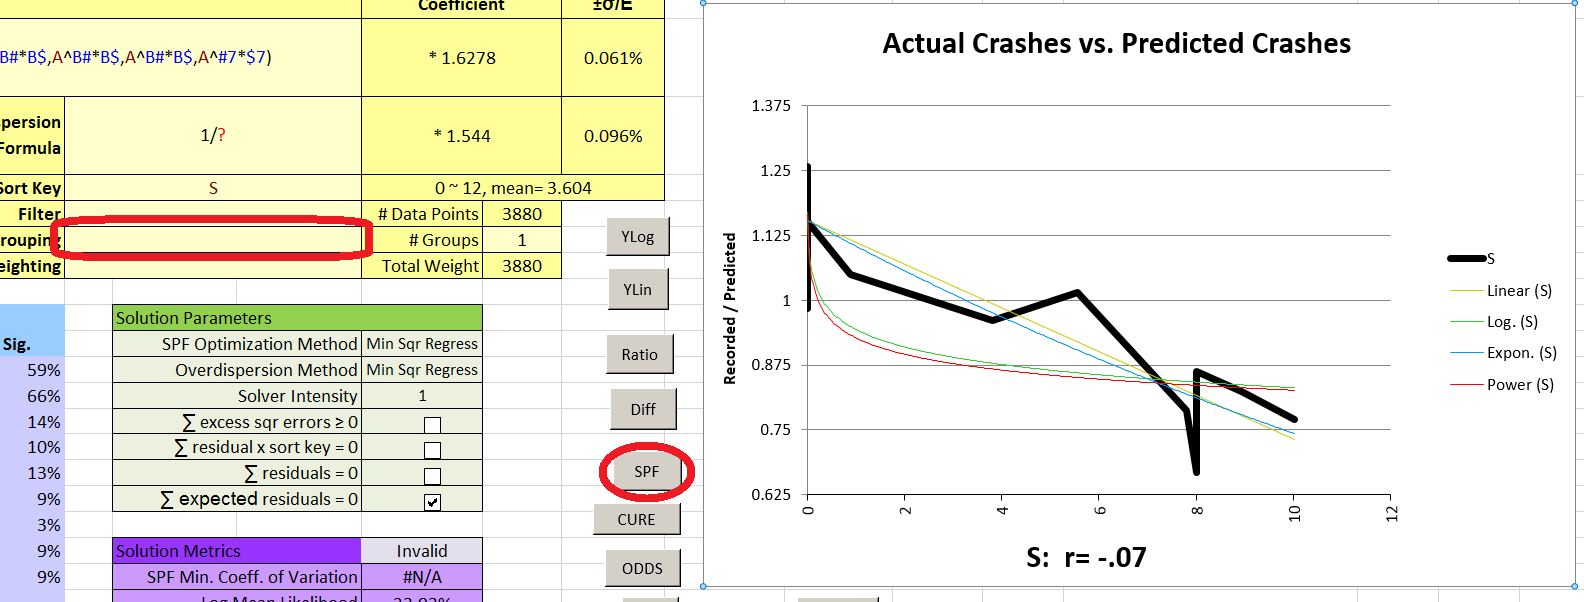 Coefficient ±σ/E
B#*B$,A^B#*B$,A^B#*B$,A^#7*$7) * 1.6278 0.061%
persion
Formula 1/? * 1.544 0.096%
Sort Key S 0 ~ 12, mean= 3.604
Filter # Data Points 3880
rouping # Groups 1
eighting Total Weight 3880
Sig.
59%
66%
14%
10%
13%
9%
3%
9%
9%
Solution Parameters
SPF Optimization Method Min Sqr Regress
Overdispersion Method Min Sqr Regress
Solver Intensity 1
∑ excess sqr errors ≥ 0
∑ residual x sort key = 0
∑ residuals = 0
∑ expected residuals = 0
Solution Metrics Invalid
SPF Min. Coeff. of Variation #N/A
Log Mean Likelihood
YLog
YLin
Ratio
Diff
SPF
CURE
ODDS
Actual Crashes vs. Predicted Crashes
Recorded / Predicted
1.375
1.25
1.125
1
0.875
0.75
0.625
0 2 4 6 8 10 12
S: r= -.07
S
Linear (S)
Log. (S)
Expon. (S)
Power (S)